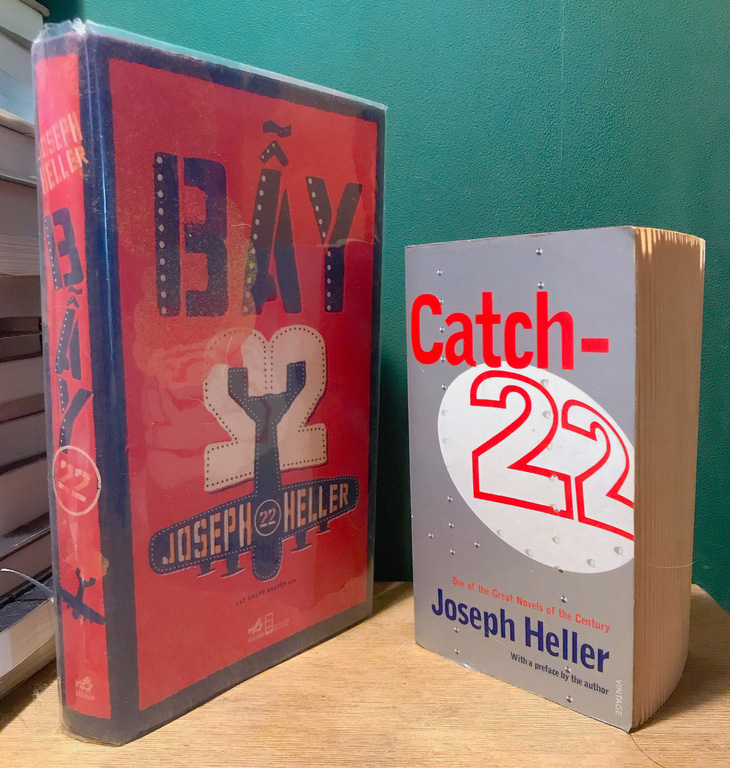 JOSEPH
HELLER
BẪY
22
BẪY
22
JOSEPH 22 HELLER
Catch-
22
One of the Great Novels of the Century
Joseph Heller
With a preface by the author
VINTAGE